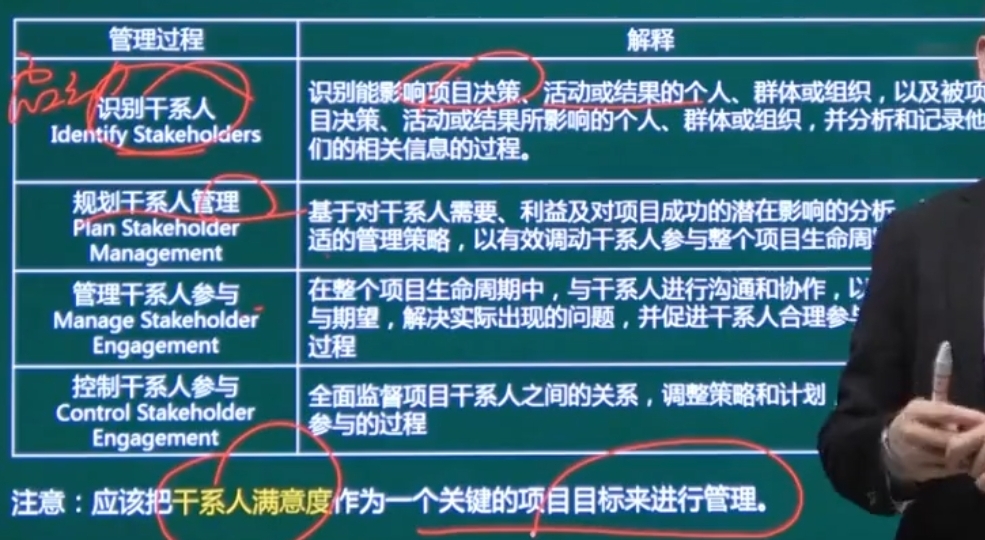 管理过程
解释
识别干系人
Identify Stakeholders
识别能影响项目决策、活动或结果的个人、群体或组织，以及被项
目决策、活动或结果所影响的个人、群体或组织，并分析和记录他
们的相关信息的过程。
规划干系人管理
Plan Stakeholder
Management
基于对干系人需要、利益及对项目成功的潜在影响的分析
适的管理策略，以有效调动干系人参与整个项目生命周
管理干系人参与
Manage Stakeholder
Engagement
在整个项目生命周期中，与干系人进行沟通和协作，以
与期望，解决实际出现的问题，并促进干系人合理参与
过程
控制干系人参与
Control Stakeholder
Engagement
全面监督项目干系人之间的关系，调整策略和计划
参与的过程
注意：应该把干系人满意度作为一个关键的项目目标来进行管理。